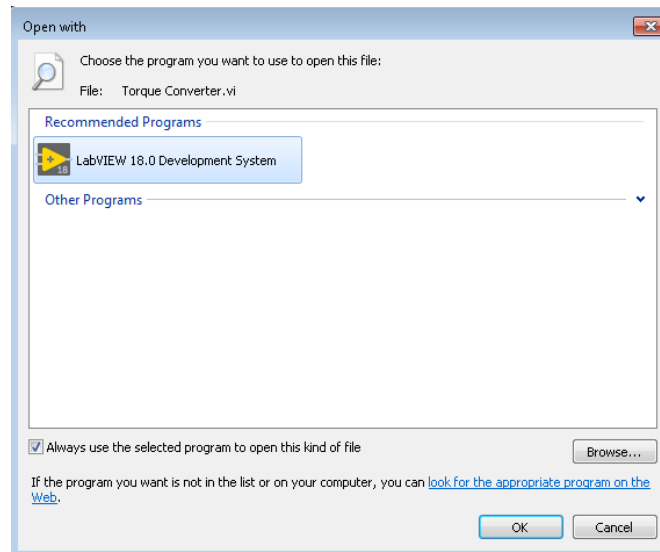 Open with
Choose the program you want to use to open this file:
File: Torque Converter.vi
Recommended Programs
18
LabVIEW 18.0 Development System
Other Programs
Always use the selected program to open this kind of file
Browse...
If the program you want is not in the list or on your computer, you can look for the appropriate program on the
Web.
OK
Cancel